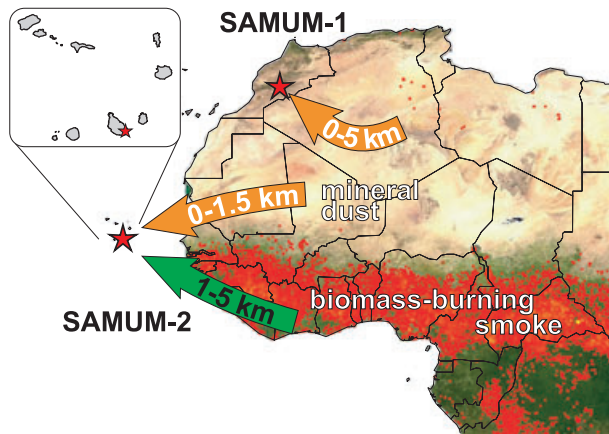 SAMUM-1
0-5 km
mineral
dust
0-1.5 km
1-5 km
biomass-burning
smoke
SAMUM-2